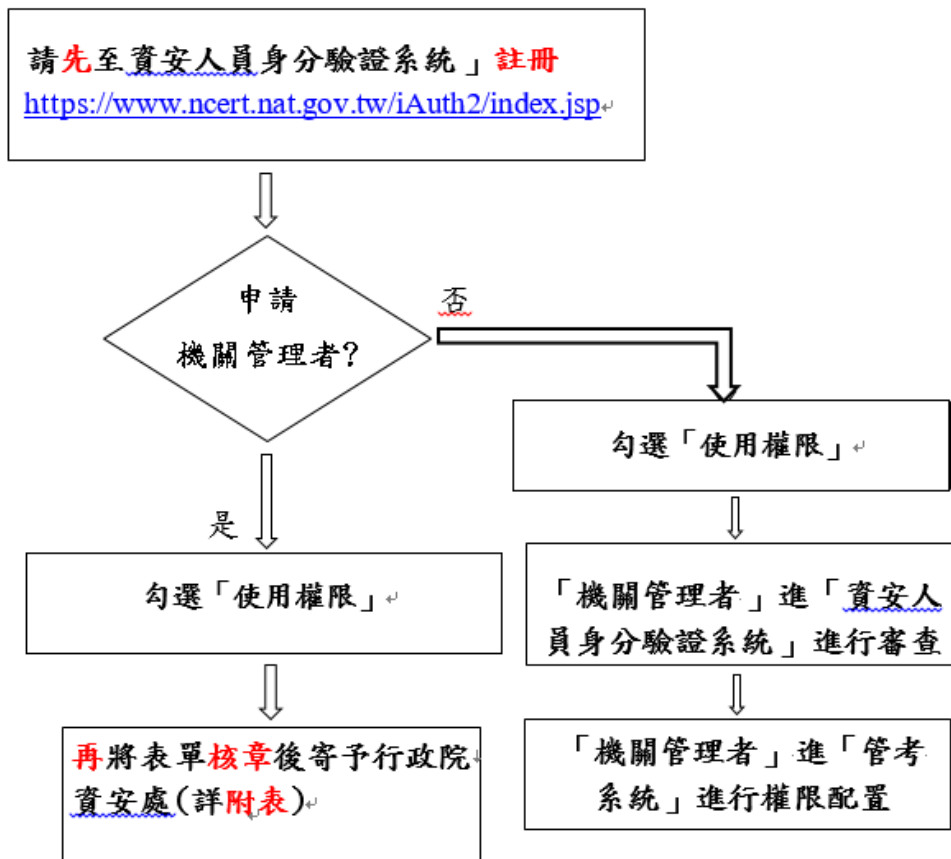 請先至資安人員身分驗證系統」註冊
https://www.ncert.nat.gov.tw/iAuth2/index.jsp
申請
機關管理者?
否
是
勾選「使用權限」
再將表單核章後寄予行政院
資安處(詳附表)
勾選「使用權限」
「機關管理者」進「資安人
員身分驗證系統」進行審查
「機關管理者」進「管考
系統」進行權限配置